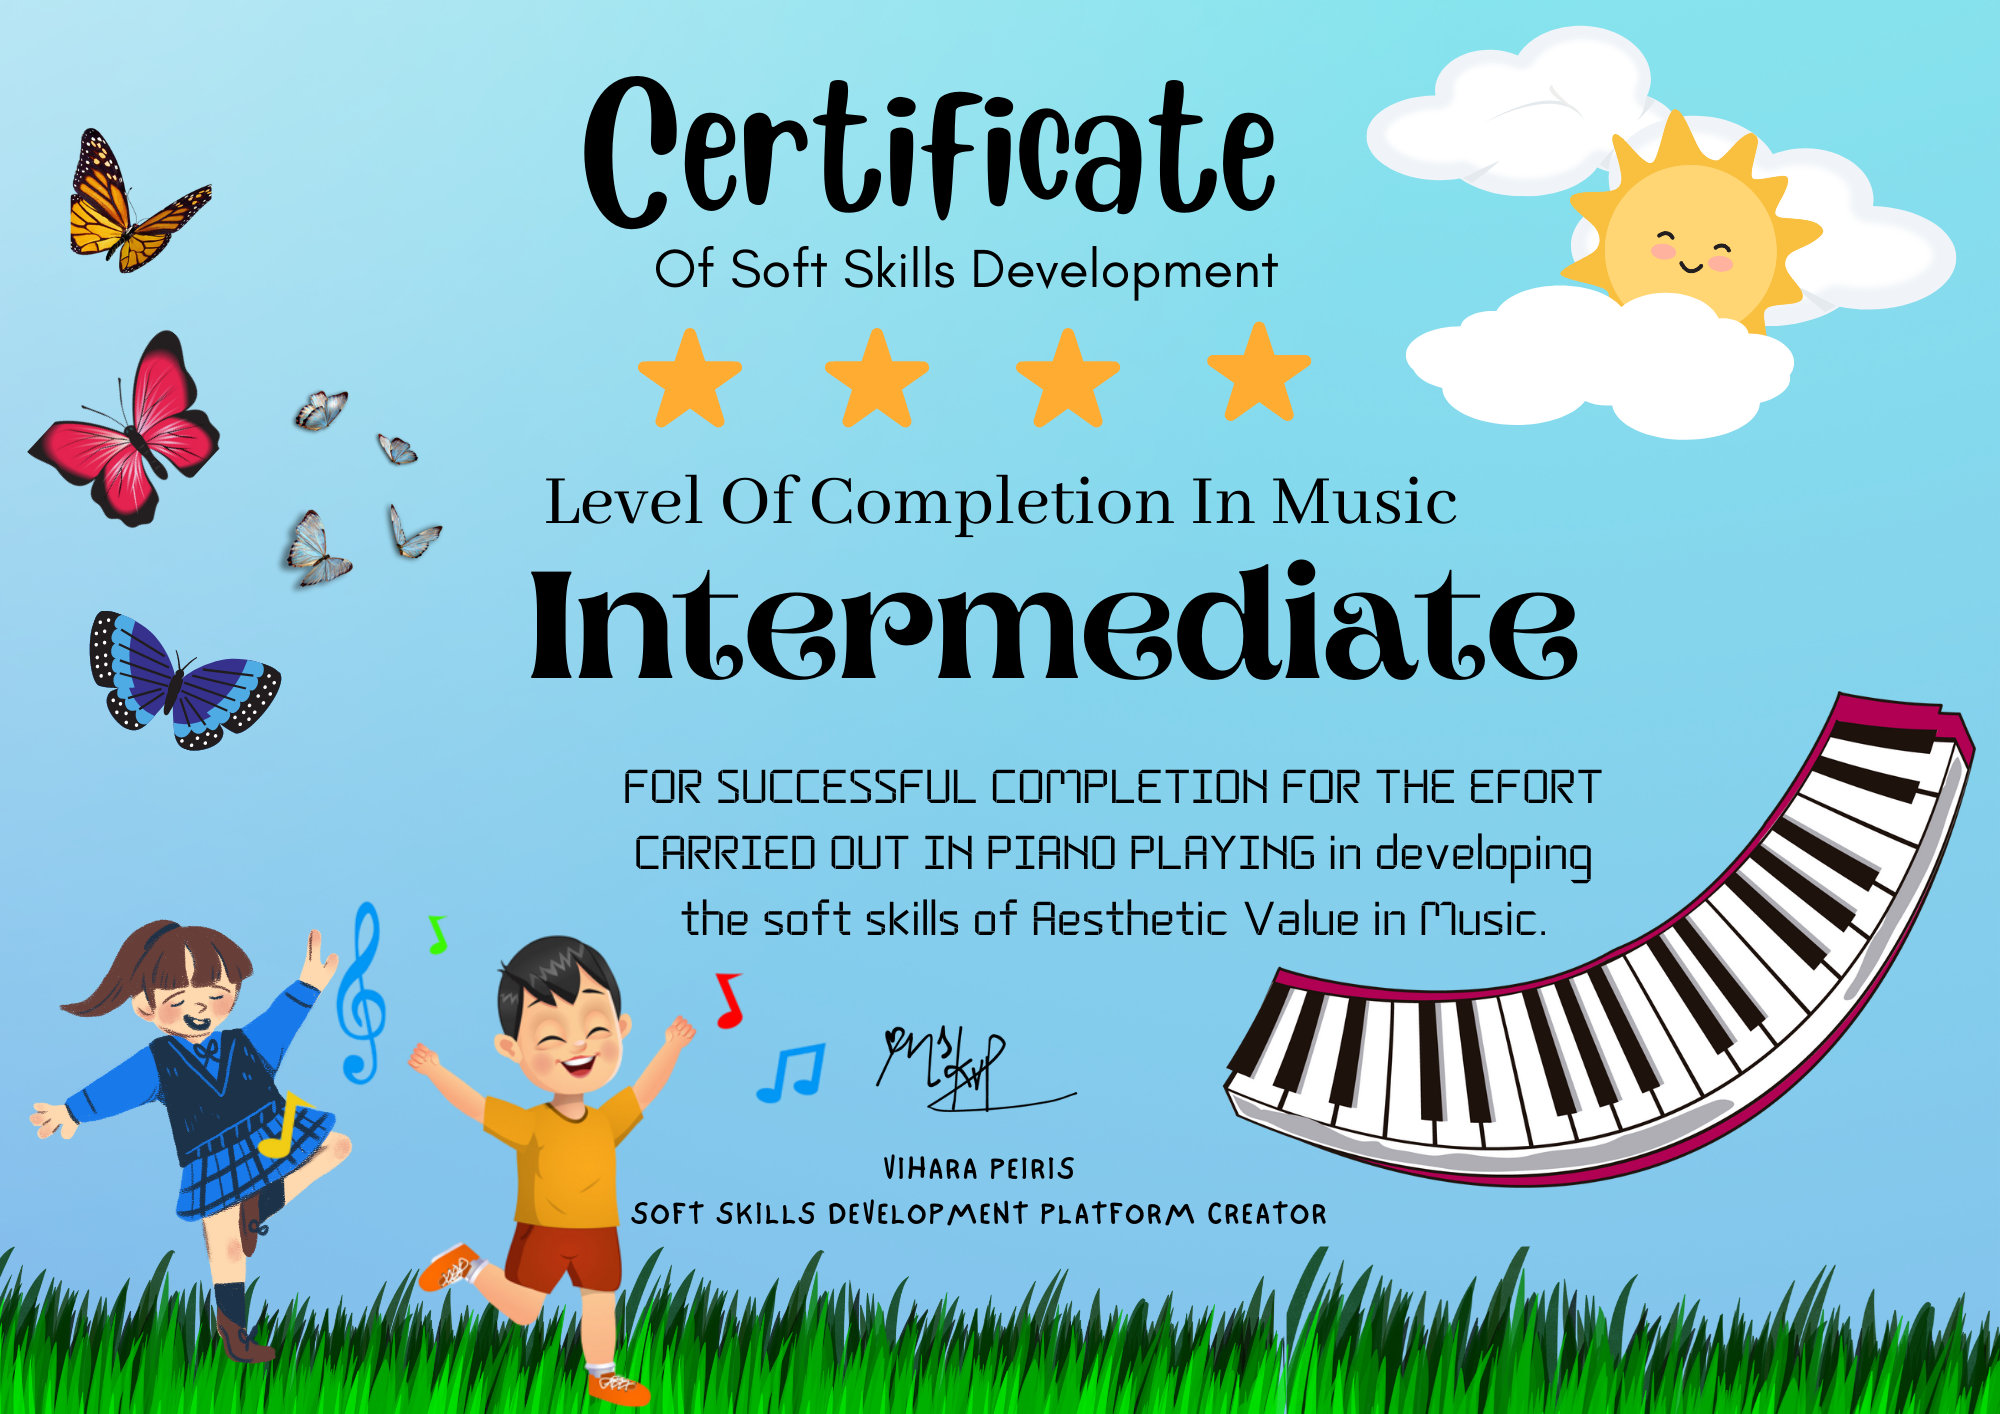 Certificate
Of Soft Skills Development
Level Of Completion In Music
Intermediate
FOR SUCCESSFUL COMPLETION FOR THE EFORT
CARRIED OUT IN PIANO PLAYING in developing
the soft skills of Aesthetic Value in Music.
VIHARA PEIRIS
SOFT SKILLS DEVELOPMENT PLATFORM CREATOR